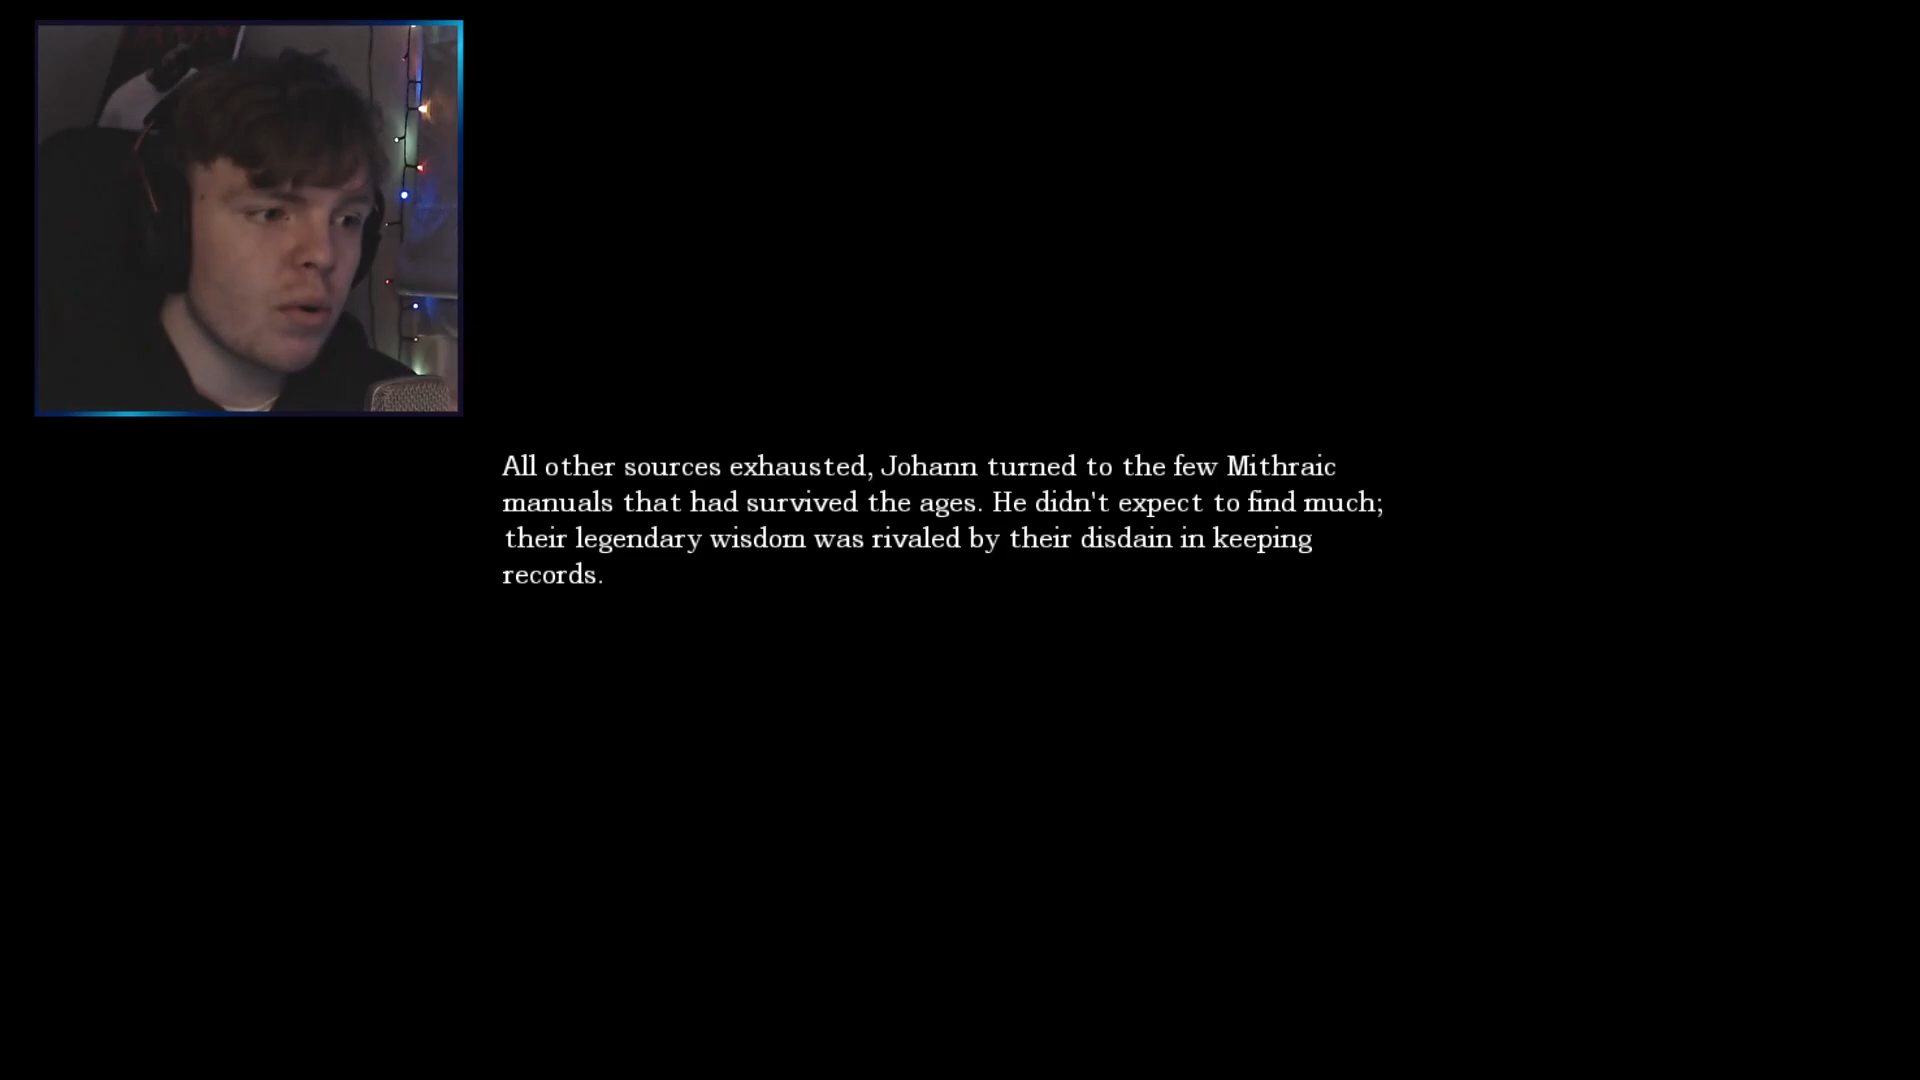 All other sources exhausted, Johann turned to the few Mithraic
manuals that had survived the ages. He didn't expect to find much;
their legendary wisdom was rivaled by their disdain in keeping
records.